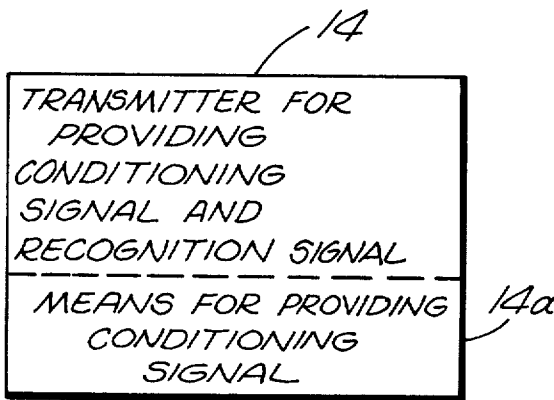 14
TRANSMITTER FOR
PROVIDING
CONDITIONING
SIGNAL AND
RECOGNITION SIGNAL
MEANS FOR PROVIDING
CONDITIONING
SIGNAL
14a